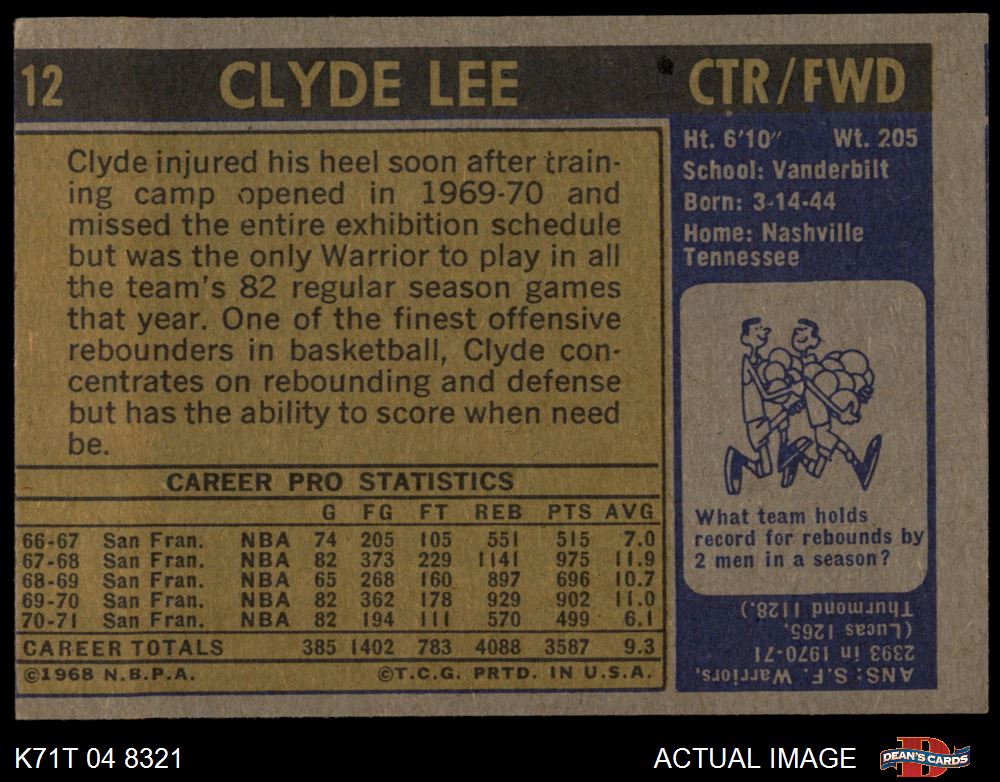 12 CLYDE LEE CTR/FWD
Clyde injured his heel soon after train-
ing camp opened in 1969-70 and
missed the entire exhibition schedule
but was the only Warrior to play in all
the team's 82 regular season games
that year. One of the finest offensive
rebounders in basketball, Clyde con-
centrates on rebounding and defense
but has the ability to score when need
be.
Ht. 6'10" Wt. 205
School: Vanderbilt
Born: 3-14-44
Home: Nashville
Tennessee
CAREER PRO STATISTICS
G FG FT REB PTS AVG
66-67 San Fran. NBA 74 205 105 551 515 7.0
67-68 San Fran. NBA 82 373 229 1141 975 11.9
68-69 San Fran. NBA 65 268 160 897 696 10.7
69-70 San Fran. NBA 82 362 178 929 902 11.0
70-71 San Fran. NBA 82 194 111 570 499 6.1
CAREER TOTALS 385 1402 783 4088 3587 9.3
©1968 N.B.P.A. ©T.C.G. PRTD. IN U.S.A.
What team holds
record for rebounds by
2 men in a season?
ANS: S.F. Warriors,
2393 in 1970-71
(Lucas 1265,
Thurmond 1128.)
K71T 04 8321 ACTUAL IMAGE DEAN'S CARDS